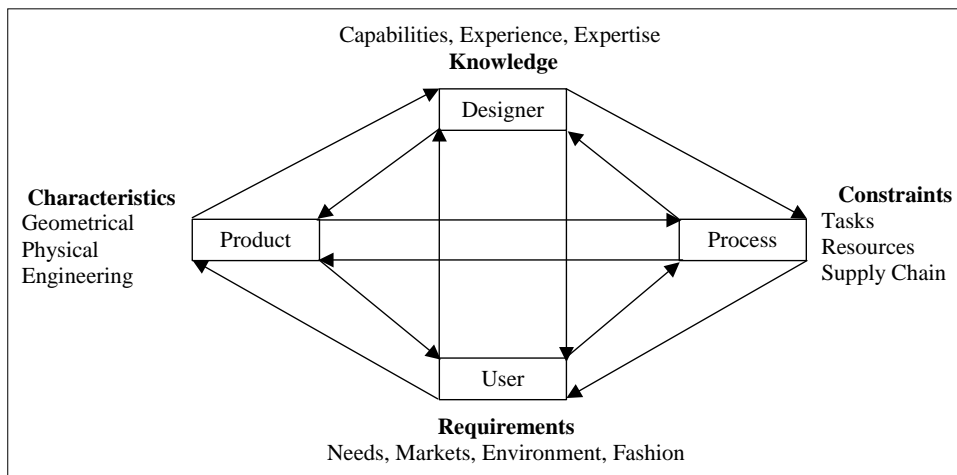 Capabilities, Experience, Expertise
Knowledge
Designer
Characteristics
Geometrical
Physical
Engineering
Product
Process
Constraints
Tasks
Resources
Supply Chain
User
Requirements
Needs, Markets, Environment, Fashion